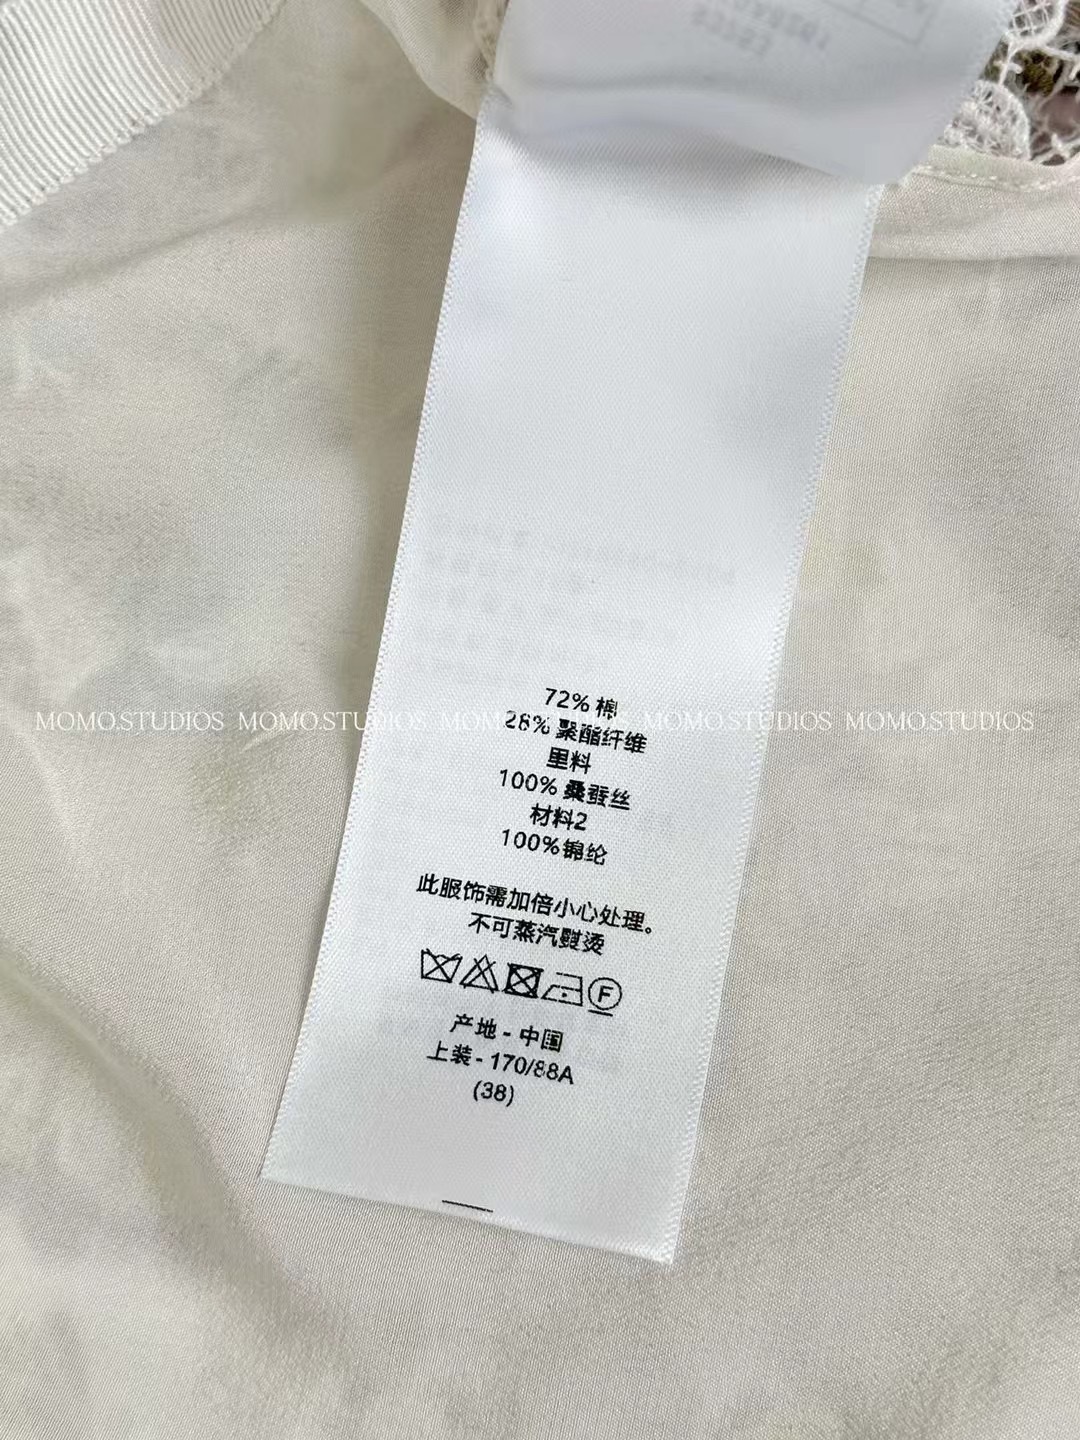 72% 棉
28% 聚酯纤维
里料
100% 桑蚕丝
材料2
100%锦纶
此服饰需加倍小心处理。
不可蒸汽熨烫
F
产地 - 中国
上装 - 170/88A
(38)
MOMO.STUDIOS MOMO.STUDIOS MOMO.STUDIOS MOMO.STUDIOS MOMO.STUDI